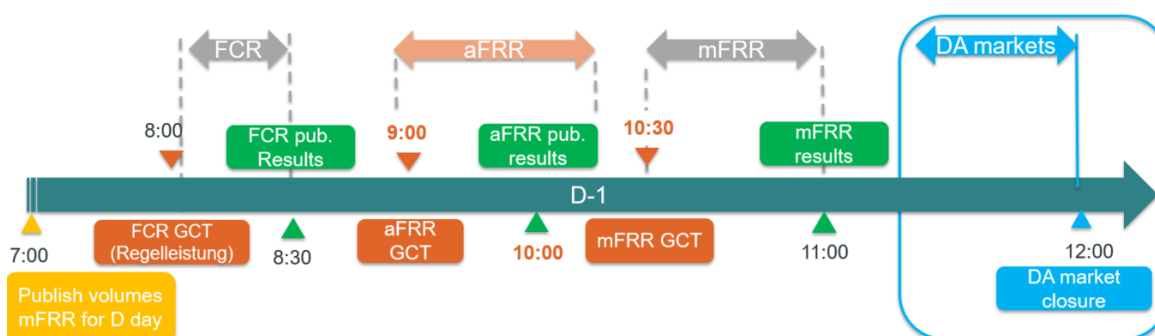 FCR
aFRR
mFRR
DA markets
8:00
FCR pub.
Results
9:00
aFRR pub.
results
10:30
mFRR
results
D-1
7:00
FCR GCT
(Regelleistung)
8:30
aFRR
GCT
10:00
mFRR GCT
11:00
12:00
Publish volumes
mFRR for D day
DA market
closure